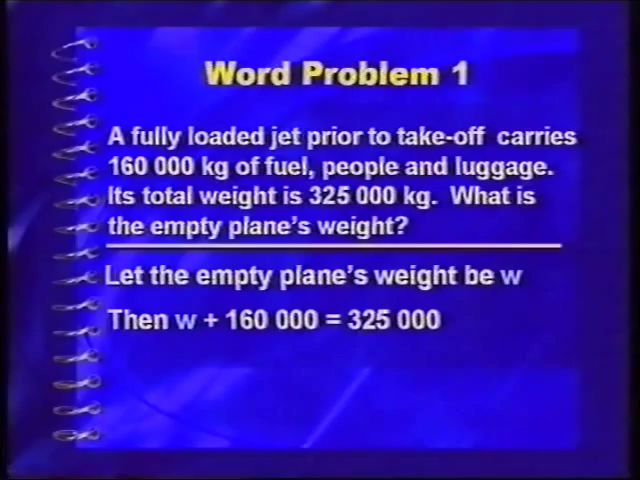 Word Problem 1
A fully loaded jet prior to take-off carries
160 000 kg of fuel, people and luggage.
Its total weight is 325 000 kg. What is
the empty plane's weight?
Let the empty plane's weight be w
Then w + 160 000 = 325 000